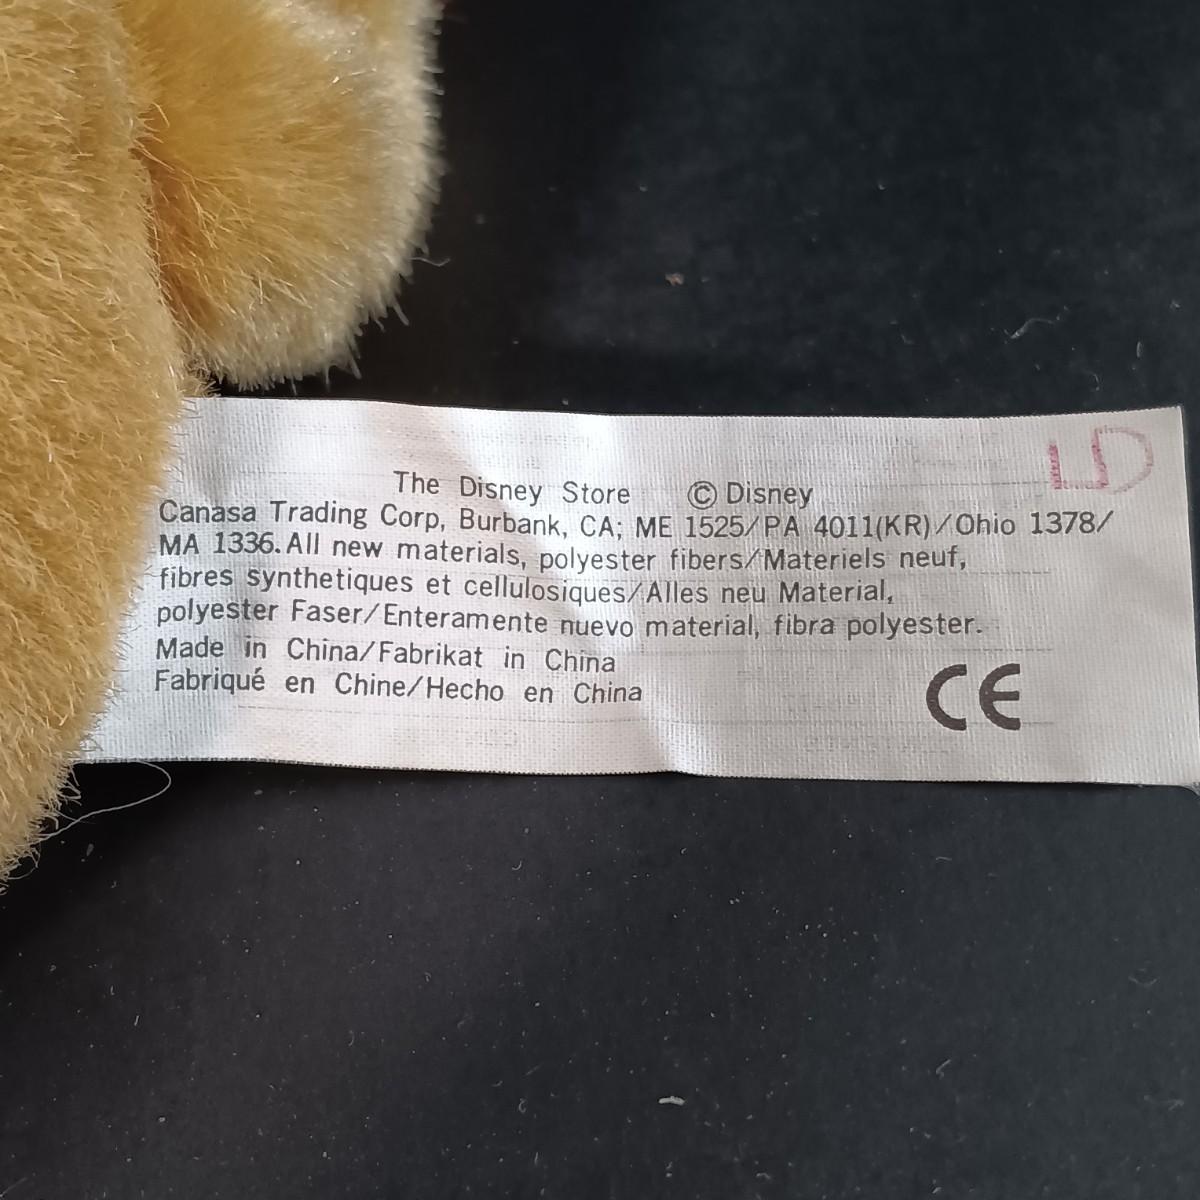 LD
The Disney Store © Disney
Canasa Trading Corp, Burbank, CA; ME 1525/PA 4011(KR)/Ohio 1378/
MA 1336. All new materials, polyester fibers/Materiels neuf,
fibres synthetiques et cellulosiques/Alles neu Material,
polyester Faser/Enteramente nuevo material, fibra polyester.
Made in China/Fabrikat in China
Fabriqué en Chine/Hecho en China
CE